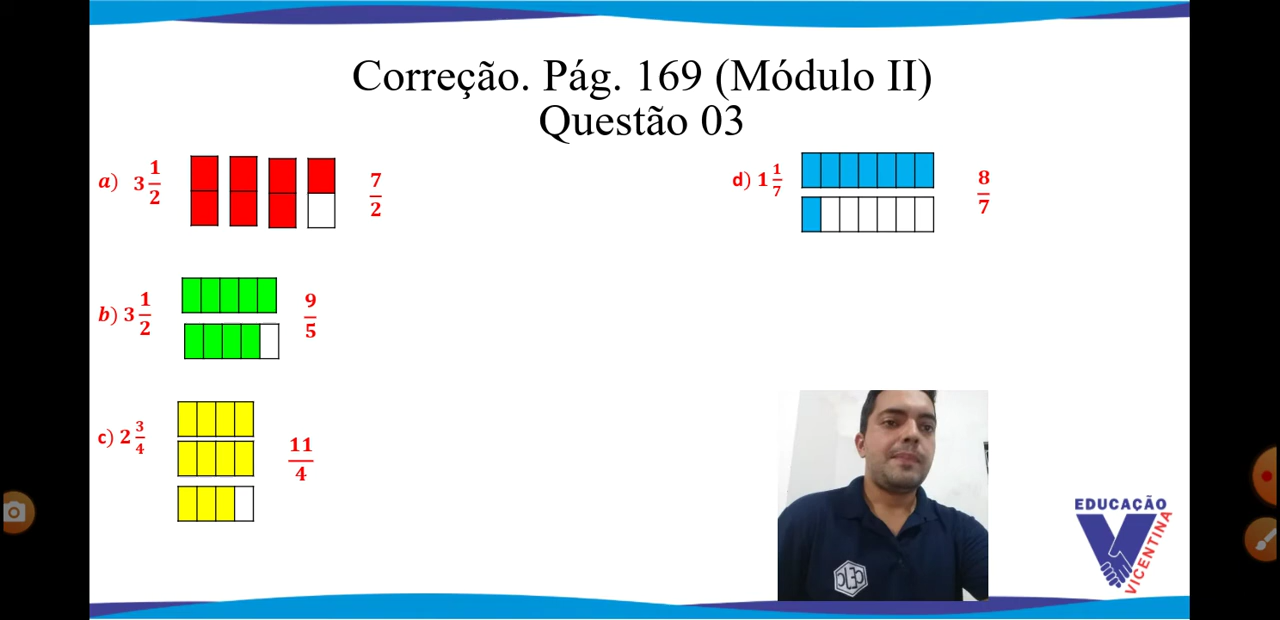 Correção. Pág. 169 (Módulo II)
Questão 03
a) 3 1/2
7/2
b) 3 1/2
9/5
c) 2 3/4
11/4
d) 1 1/7
8/7
EDUCAÇÃO
VICENTINA